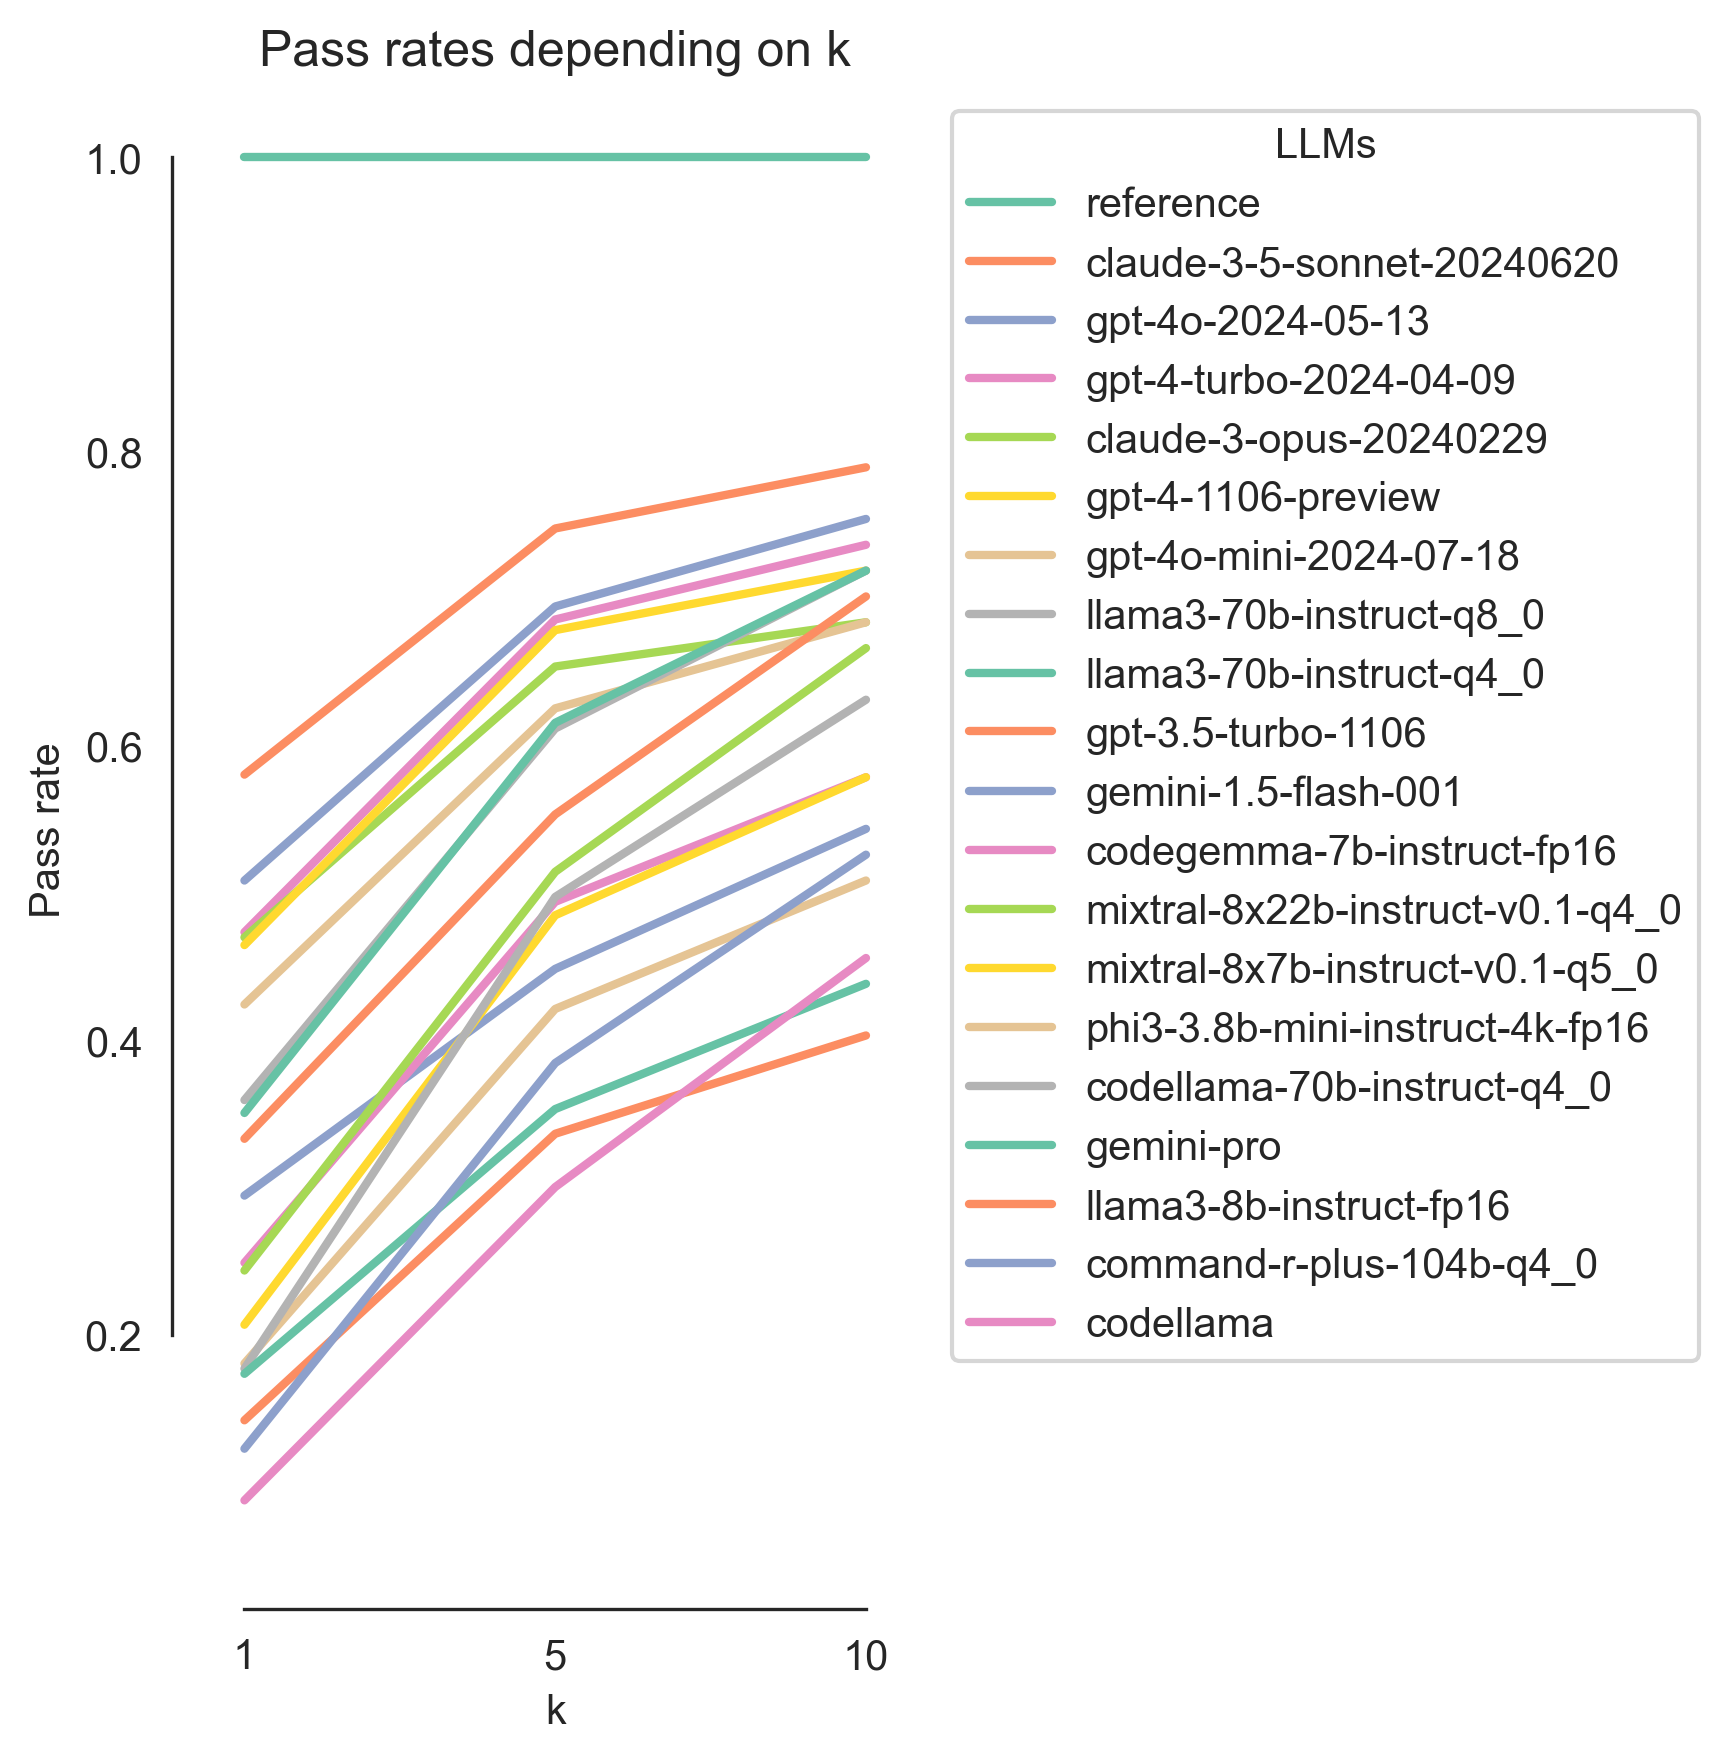 Pass rates depending on k
1.0
0.8
0.6
0.4
0.2
Pass rate
1 5 10
k
LLMs
reference
claude-3-5-sonnet-20240620
gpt-4o-2024-05-13
gpt-4-turbo-2024-04-09
claude-3-opus-20240229
gpt-4-1106-preview
gpt-4o-mini-2024-07-18
llama3-70b-instruct-q8_0
llama3-70b-instruct-q4_0
gpt-3.5-turbo-1106
gemini-1.5-flash-001
codegemma-7b-instruct-fp16
mixtral-8x22b-instruct-v0.1-q4_0
mixtral-8x7b-instruct-v0.1-q5_0
phi3-3.8b-mini-instruct-4k-fp16
codellama-70b-instruct-q4_0
gemini-pro
llama3-8b-instruct-fp16
command-r-plus-104b-q4_0
codellama